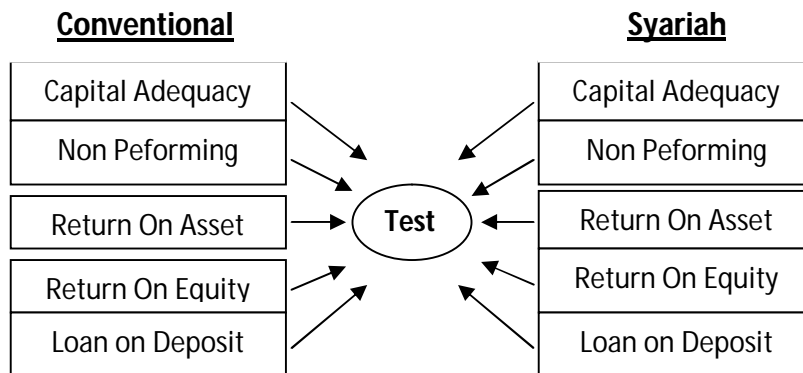 Conventional
Capital Adequacy
Non Peforming
Return On Asset
Return On Equity
Loan on Deposit
Test
Syariah
Capital Adequacy
Non Peforming
Return On Asset
Return On Equity
Loan on Deposit